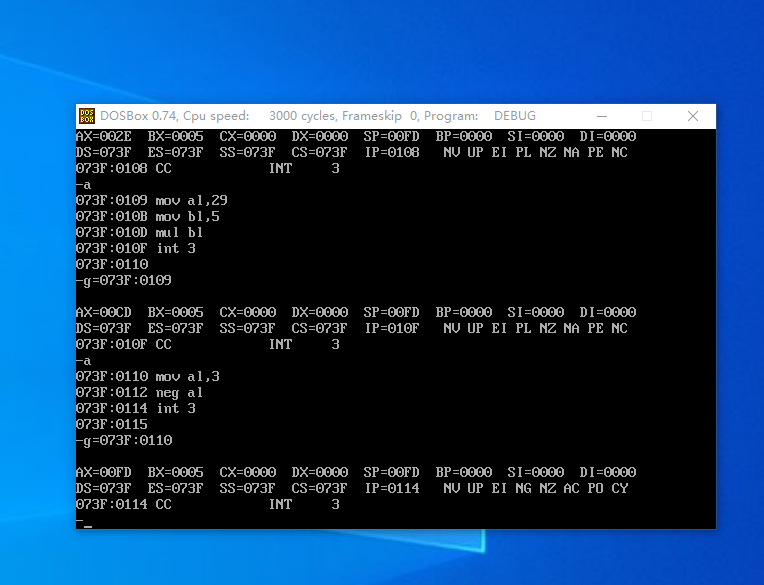 DOSBox 0.74, Cpu speed: 3000 cycles, Frameskip 0, Program: DEBUG
AX=002E BX=0005 CX=0000 DX=0000 SP=00FD BP=0000 SI=0000 DI=0000
DS=073F ES=073F SS=073F CS=073F IP=0108 NV UP EI PL NZ NA PE NC
073F:0108 CC INT 3
-a
073F:0109 mov al,29
073F:010B mov bl,5
073F:010D mul bl
073F:010F int 3
073F:0110
-g=073F:0109
AX=00CD BX=0005 CX=0000 DX=0000 SP=00FD BP=0000 SI=0000 DI=0000
DS=073F ES=073F SS=073F CS=073F IP=010F NV UP EI PL NZ NA PE NC
073F:010F CC INT 3
-a
073F:0110 mov al,3
073F:0112 neg al
073F:0114 int 3
073F:0115
-g=073F:0110
AX=00FD BX=0005 CX=0000 DX=0000 SP=00FD BP=0000 SI=0000 DI=0000
DS=073F ES=073F SS=073F CS=073F IP=0114 NV UP EI NG NZ AC PO CY
073F:0114 CC INT 3
-_